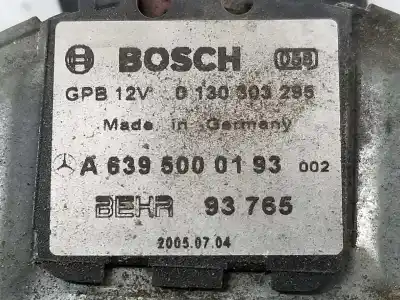 BOSCH 058
GPB 12V 0 130 303 295
Made in Germany
A 639 500 01 93 002
BEHR 93 765
2005.07.04